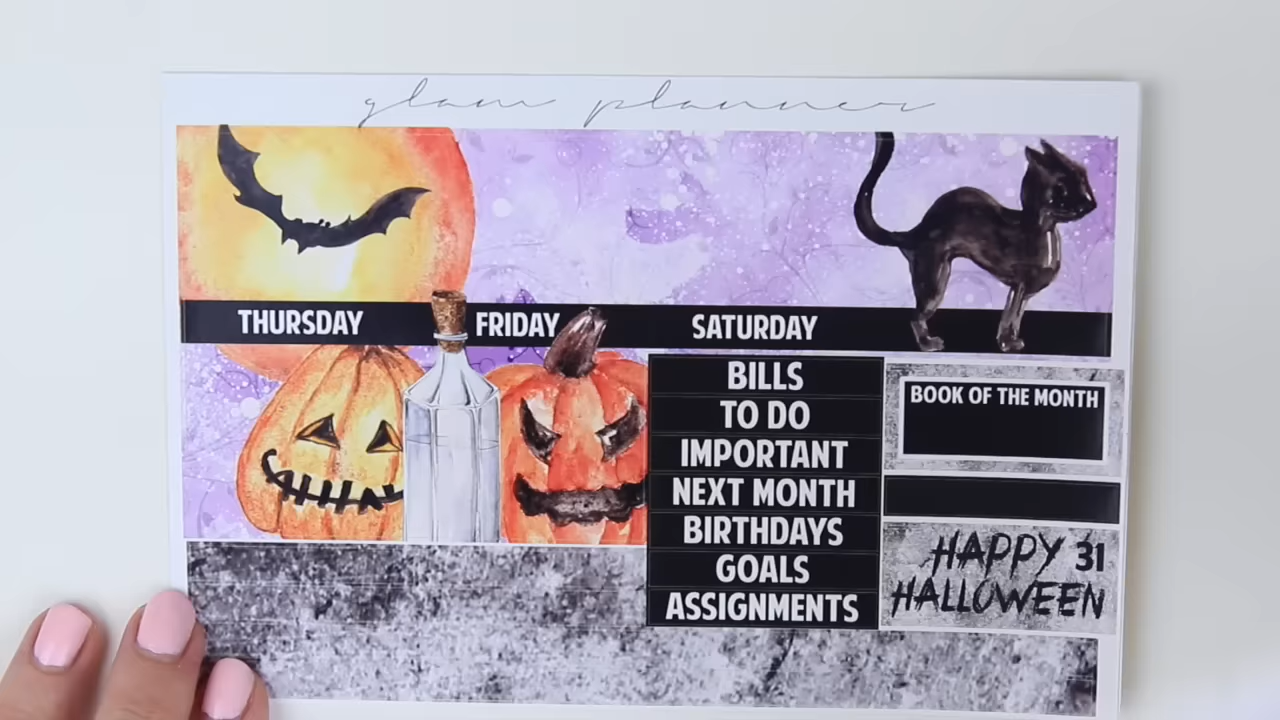 glam planner
THURSDAY
FRIDAY
SATURDAY
BILLS
TO DO
IMPORTANT
NEXT MONTH
BIRTHDAYS
GOALS
ASSIGNMENTS
BOOK OF THE MONTH
HAPPY 31
HALLOWEEN